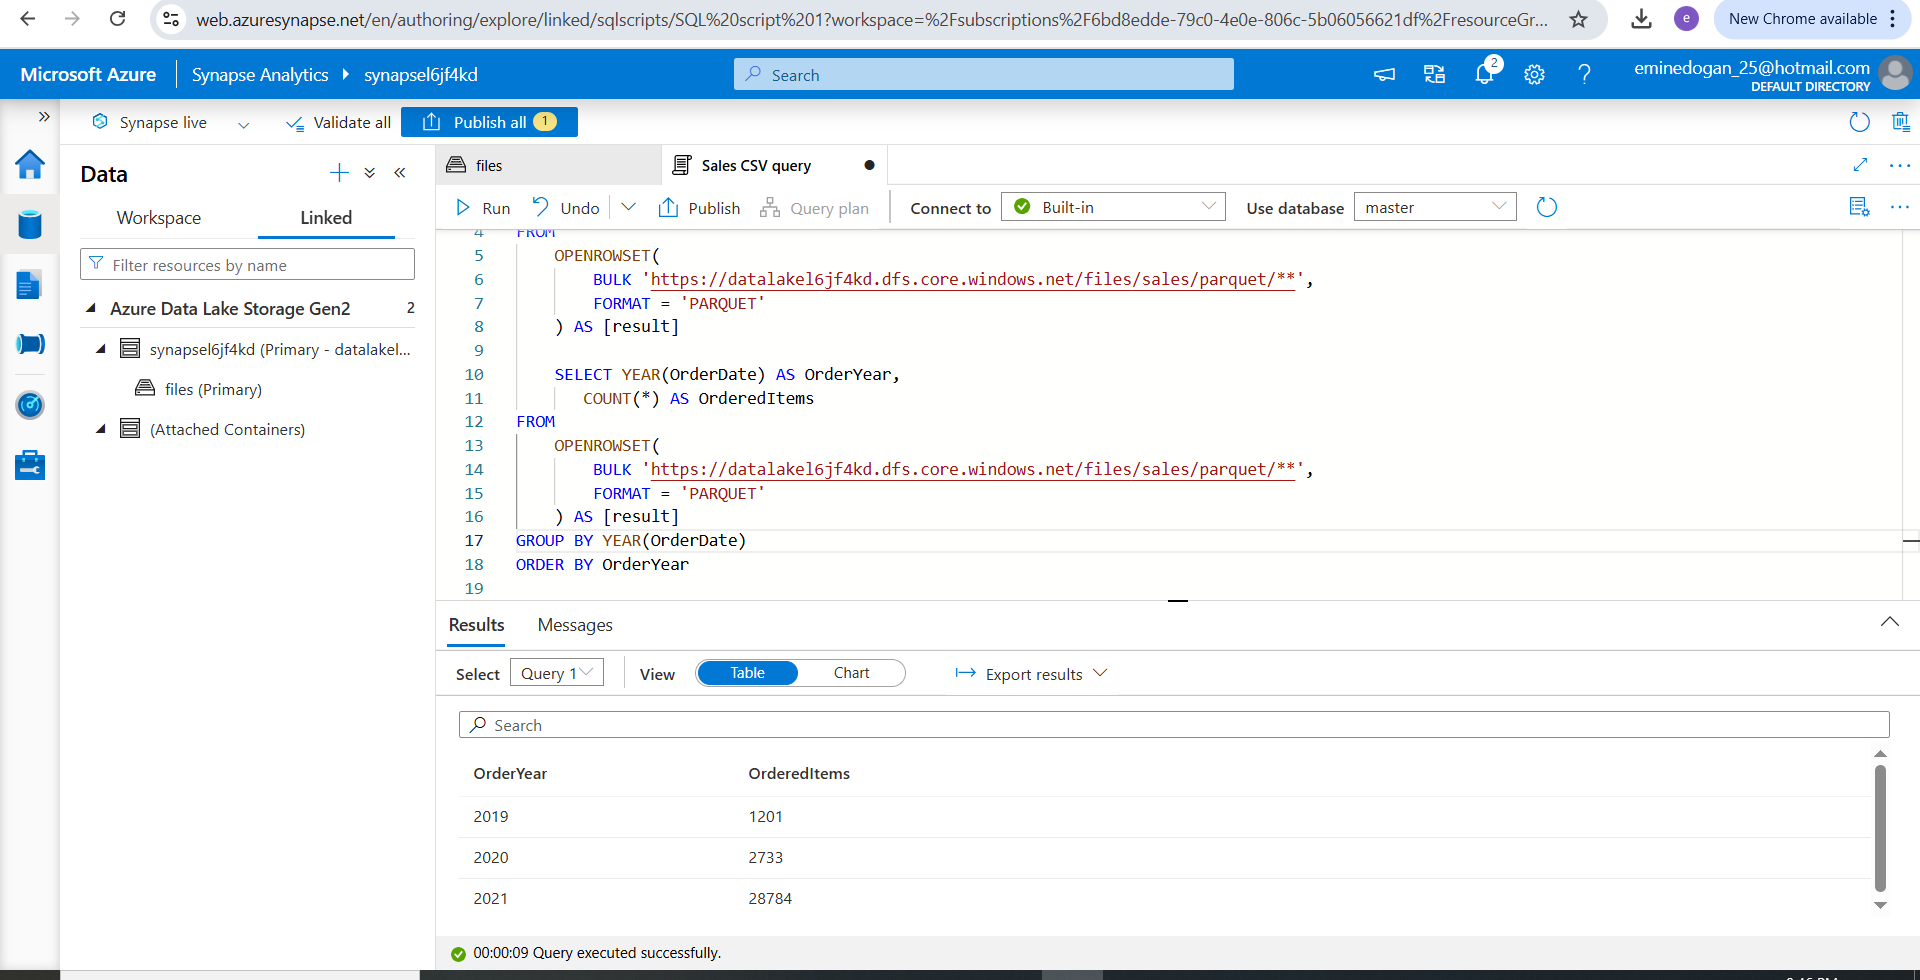 web.azuresynapse.net/en/authoring/explore/linked/sqlscripts/SQL%20script%201?workspace=%2Fsubscriptions%2F6bd8edde-79c0-4e0e-806c-5b06056621df%2FresourceGr...
e
New Chrome available
Microsoft Azure
Synapse Analytics
synapsel6jf4kd
Search
2
eminedogan_25@hotmail.com
DEFAULT DIRECTORY
Synapse live
Validate all
Publish all 1
Data
Workspace
Linked
Filter resources by name
Azure Data Lake Storage Gen2 2
synapsel6jf4kd (Primary - datalakel...
files (Primary)
(Attached Containers)
files
Sales CSV query
Run
Undo
Publish
Query plan
Connect to
Built-in
Use database
master
4 FROM
5 OPENROWSET(
6 BULK 'https://datalakel6jf4kd.dfs.core.windows.net/files/sales/parquet/**',
7 FORMAT = 'PARQUET'
8 ) AS [result]
9
10 SELECT YEAR(OrderDate) AS OrderYear,
11 COUNT(*) AS OrderedItems
12 FROM
13 OPENROWSET(
14 BULK 'https://datalakel6jf4kd.dfs.core.windows.net/files/sales/parquet/**',
15 FORMAT = 'PARQUET'
16 ) AS [result]
17 GROUP BY YEAR(OrderDate)
18 ORDER BY OrderYear
19
Results
Messages
Select
Query 1
View
Table
Chart
Export results
Search
OrderYear OrderedItems
2019 1201
2020 2733
2021 28784
00:00:09 Query executed successfully.